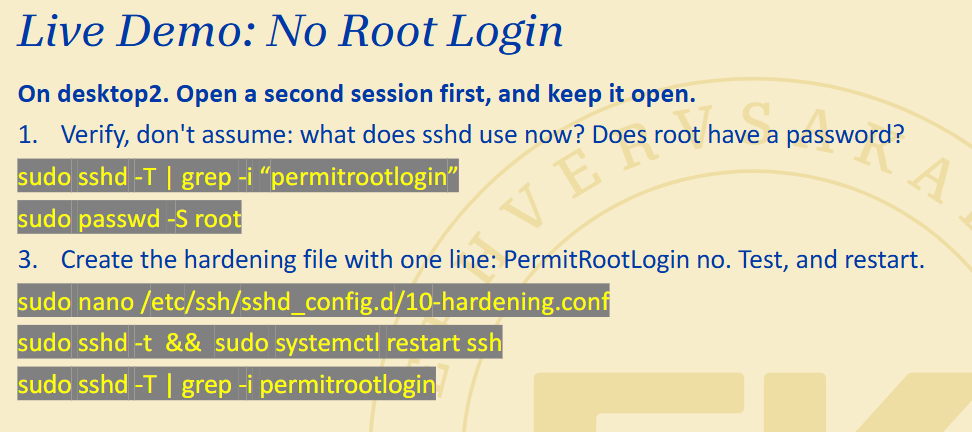 Live Demo: No Root Login
On desktop2. Open a second session first, and keep it open.
1. Verify, don't assume: what does sshd use now? Does root have a password?
sudo sshd -T | grep -i “permitrootlogin”
sudo passwd -S root
3. Create the hardening file with one line: PermitRootLogin no. Test, and restart.
sudo nano /etc/ssh/sshd_config.d/10-hardening.conf
sudo sshd -t && sudo systemctl restart ssh
sudo sshd -T | grep -i permitrootlogin